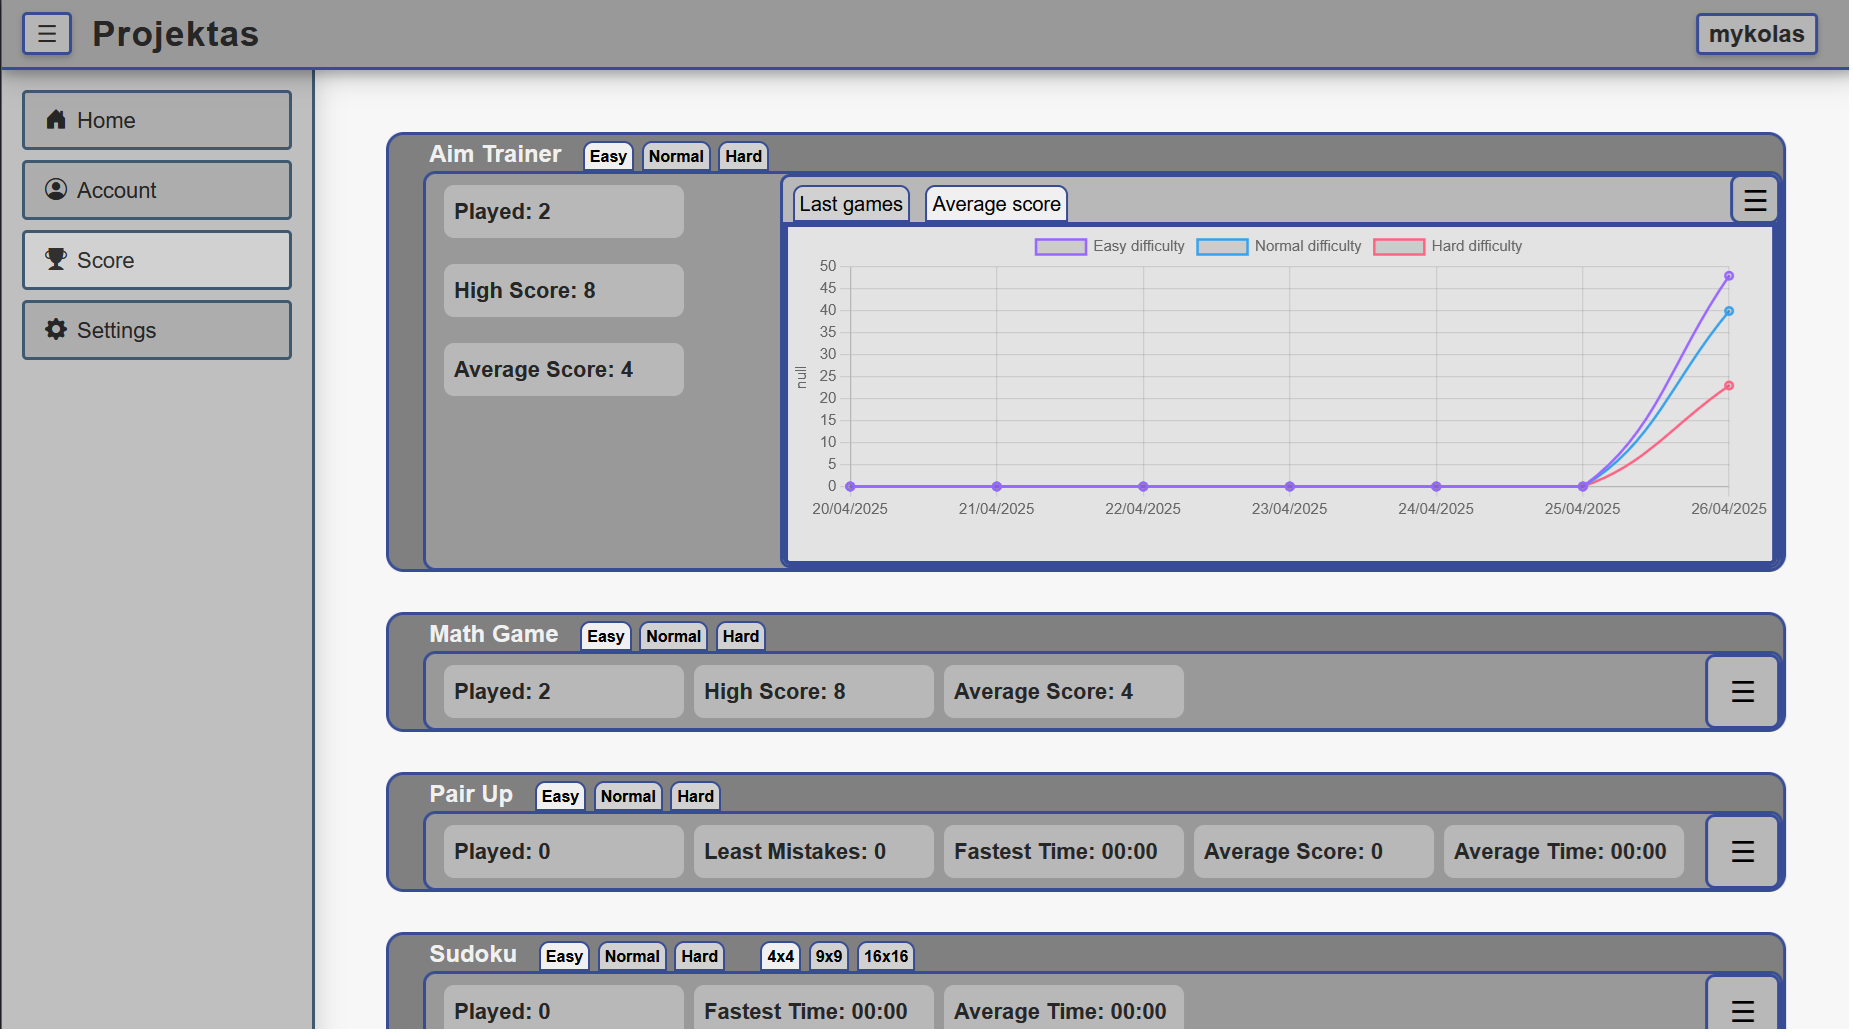 ☰ Projektas
mykolas
Home
Account
Score
Settings
Aim Trainer Easy Normal Hard
Played: 2
High Score: 8
Average Score: 4
Last games Average score ☰
Easy difficulty Normal difficulty Hard difficulty
50
45
40
35
30
25
20
15
10
5
0
null
20/04/2025 21/04/2025 22/04/2025 23/04/2025 24/04/2025 25/04/2025 26/04/2025
Math Game Easy Normal Hard
Played: 2 High Score: 8 Average Score: 4 ☰
Pair Up Easy Normal Hard
Played: 0 Least Mistakes: 0 Fastest Time: 00:00 Average Score: 0 Average Time: 00:00 ☰
Sudoku Easy Normal Hard 4x4 9x9 16x16
Played: 0 Fastest Time: 00:00 Average Time: 00:00 ☰